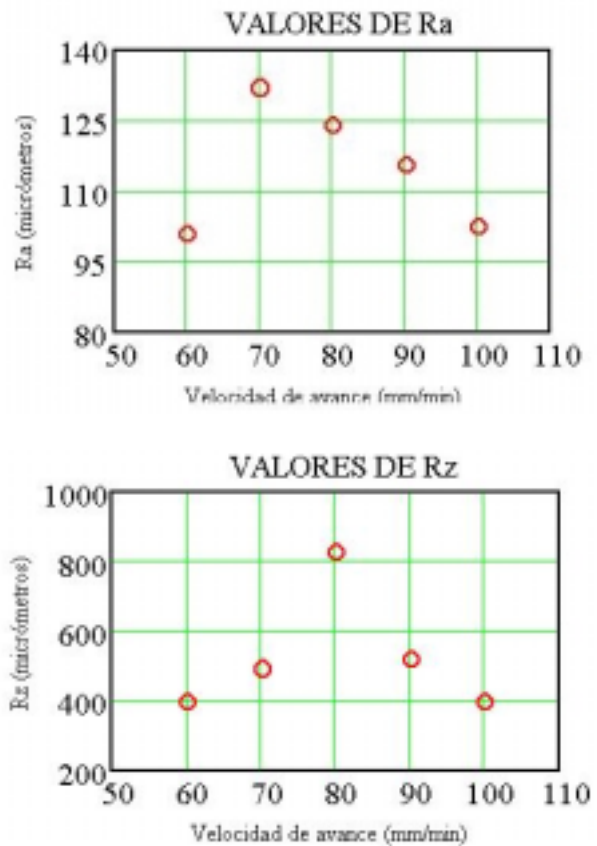 VALORES DE Ra
140
125
110
95
80
Ra (micrómetros)
50 60 70 80 90 100 110
Velocidad de avance (mm/min)
VALORES DE Rz
1000
800
600
400
200
Rz (micrómetros)
50 60 70 80 90 100 110
Velocidad de avance (mm/min)